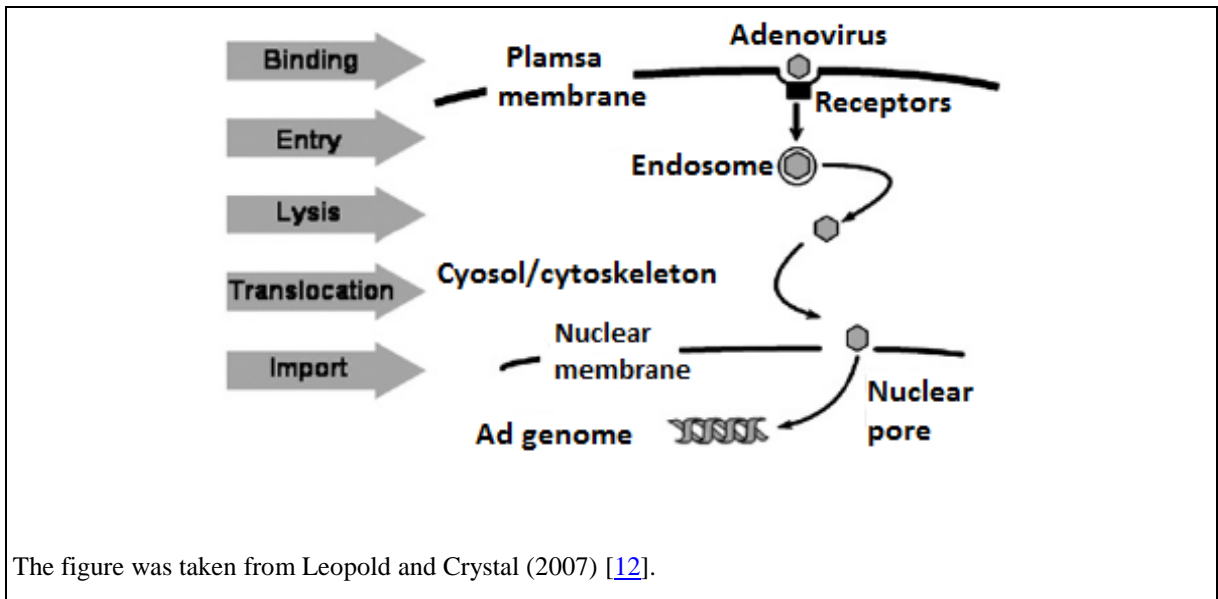 Adenovirus
Binding
Plamsa
membrane
Receptors
Entry
Endosome
Lysis
Translocation
Cyosol/cytoskeleton
Nuclear
membrane
Import
Nuclear
pore
Ad genome
The figure was taken from Leopold and Crystal (2007) [12].